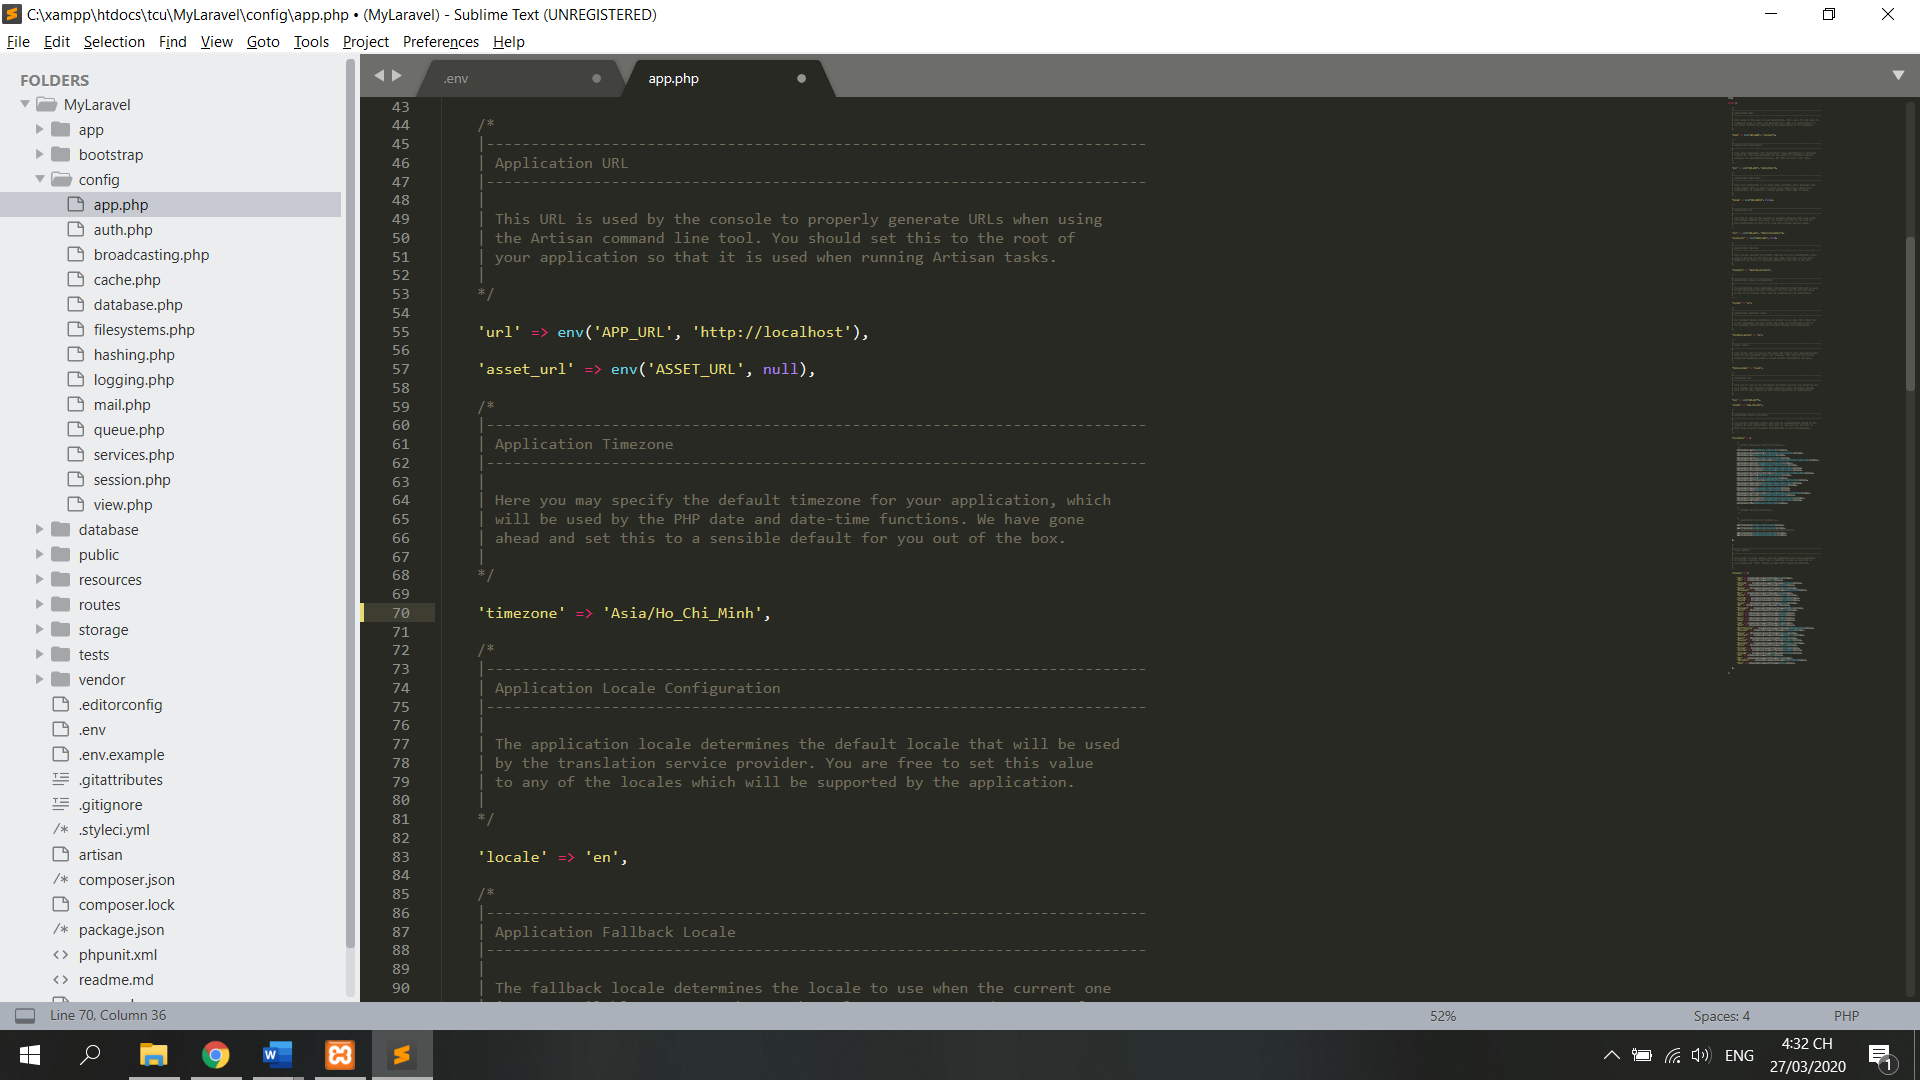 C:\xampp\htdocs\tcu\MyLaravel\config\app.php • (MyLaravel) - Sublime Text (UNREGISTERED)
File Edit Selection Find View Goto Tools Project Preferences Help
FOLDERS
MyLaravel
app
bootstrap
config
app.php
auth.php
broadcasting.php
cache.php
database.php
filesystems.php
hashing.php
logging.php
mail.php
queue.php
services.php
session.php
view.php
database
public
resources
routes
storage
tests
vendor
.editorconfig
.env
.env.example
.gitattributes
.gitignore
/* .styleci.yml
artisan
/* composer.json
composer.lock
/* package.json
<> phpunit.xml
<> readme.md
.env app.php
43
44 /*
45 |--------------------------------------------------------------------------
46 | Application URL
47 |--------------------------------------------------------------------------
48 |
49 | This URL is used by the console to properly generate URLs when using
50 | the Artisan command line tool. You should set this to the root of
51 | your application so that it is used when running Artisan tasks.
52 |
53 */
54
55 'url' => env('APP_URL', 'http://localhost'),
56
57 'asset_url' => env('ASSET_URL', null),
58
59 /*
60 |--------------------------------------------------------------------------
61 | Application Timezone
62 |--------------------------------------------------------------------------
63 |
64 | Here you may specify the default timezone for your application, which
65 | will be used by the PHP date and date-time functions. We have gone
66 | ahead and set this to a sensible default for you out of the box.
67 |
68 */
69
70 'timezone' => 'Asia/Ho_Chi_Minh',
71
72 /*
73 |--------------------------------------------------------------------------
74 | Application Locale Configuration
75 |--------------------------------------------------------------------------
76 |
77 | The application locale determines the default locale that will be used
78 | by the translation service provider. You are free to set this value
79 | to any of the locales which will be supported by the application.
80 |
81 */
82
83 'locale' => 'en',
84
85 /*
86 |--------------------------------------------------------------------------
87 | Application Fallback Locale
88 |--------------------------------------------------------------------------
89 |
90 | The fallback locale determines the locale to use when the current one
Line 70, Column 36 52% Spaces: 4 PHP
ENG
4:32 CH
27/03/2020
1